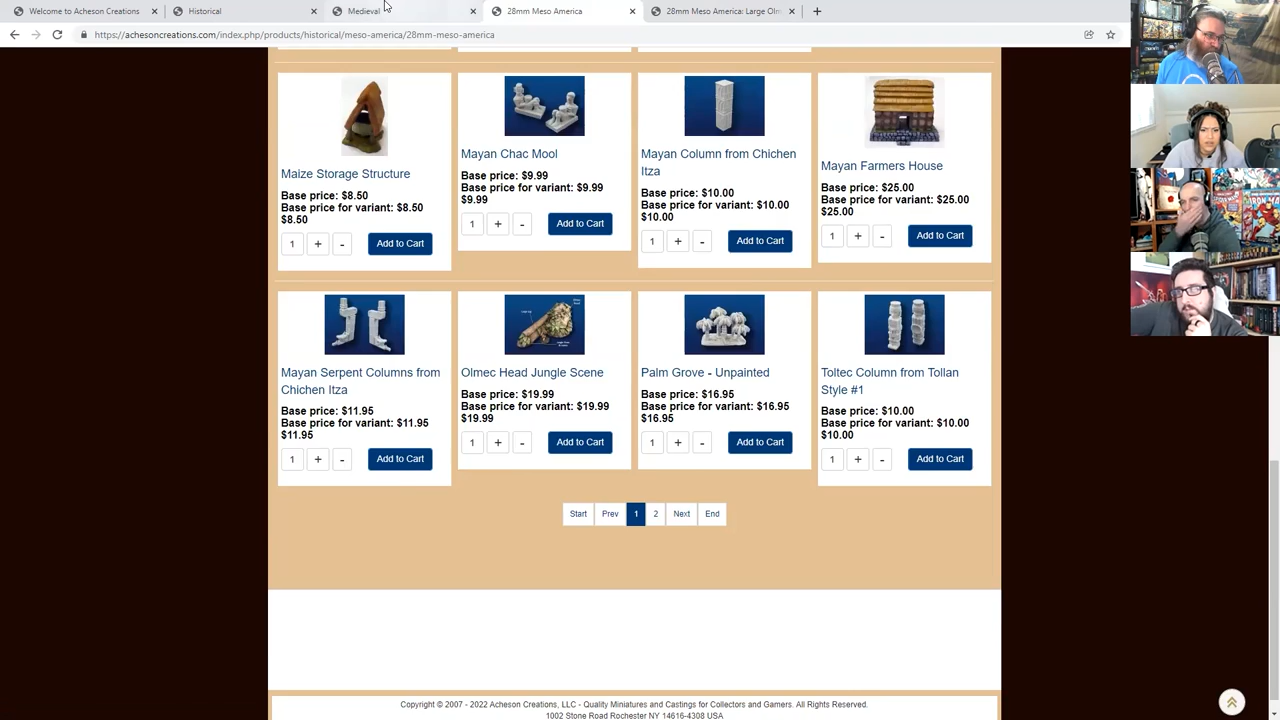 Welcome to Acheson Creations
Historical
Medieval
28mm Meso America
28mm Meso America: Large Olm
https://achesoncreations.com/index.php/products/historical/meso-america/28mm-meso-america
Maize Storage Structure
Base price: $8.50
Base price for variant: $8.50
$8.50
1 + - Add to Cart
Mayan Chac Mool
Base price: $9.99
Base price for variant: $9.99
$9.99
1 + - Add to Cart
Mayan Column from Chichen
Itza
Base price: $10.00
Base price for variant: $10.00
$10.00
1 + - Add to Cart
Mayan Farmers House
Base price: $25.00
Base price for variant: $25.00
$25.00
1 + - Add to Cart
Mayan Serpent Columns from
Chichen Itza
Base price: $11.95
Base price for variant: $11.95
$11.95
1 + - Add to Cart
Olmec Head Jungle Scene
Base price: $19.99
Base price for variant: $19.99
$19.99
1 + - Add to Cart
Palm Grove - Unpainted
Base price: $16.95
Base price for variant: $16.95
$16.95
1 + - Add to Cart
Toltec Column from Tollan
Style #1
Base price: $10.00
Base price for variant: $10.00
$10.00
1 + - Add to Cart
Start Prev 1 2 Next End
Copyright © 2007 - 2022 Acheson Creations, LLC - Quality Miniatures and Castings for Collectors and Gamers. All Rights Reserved.
1002 Stone Road Rochester NY 14616-4308 USA
IRON MAN